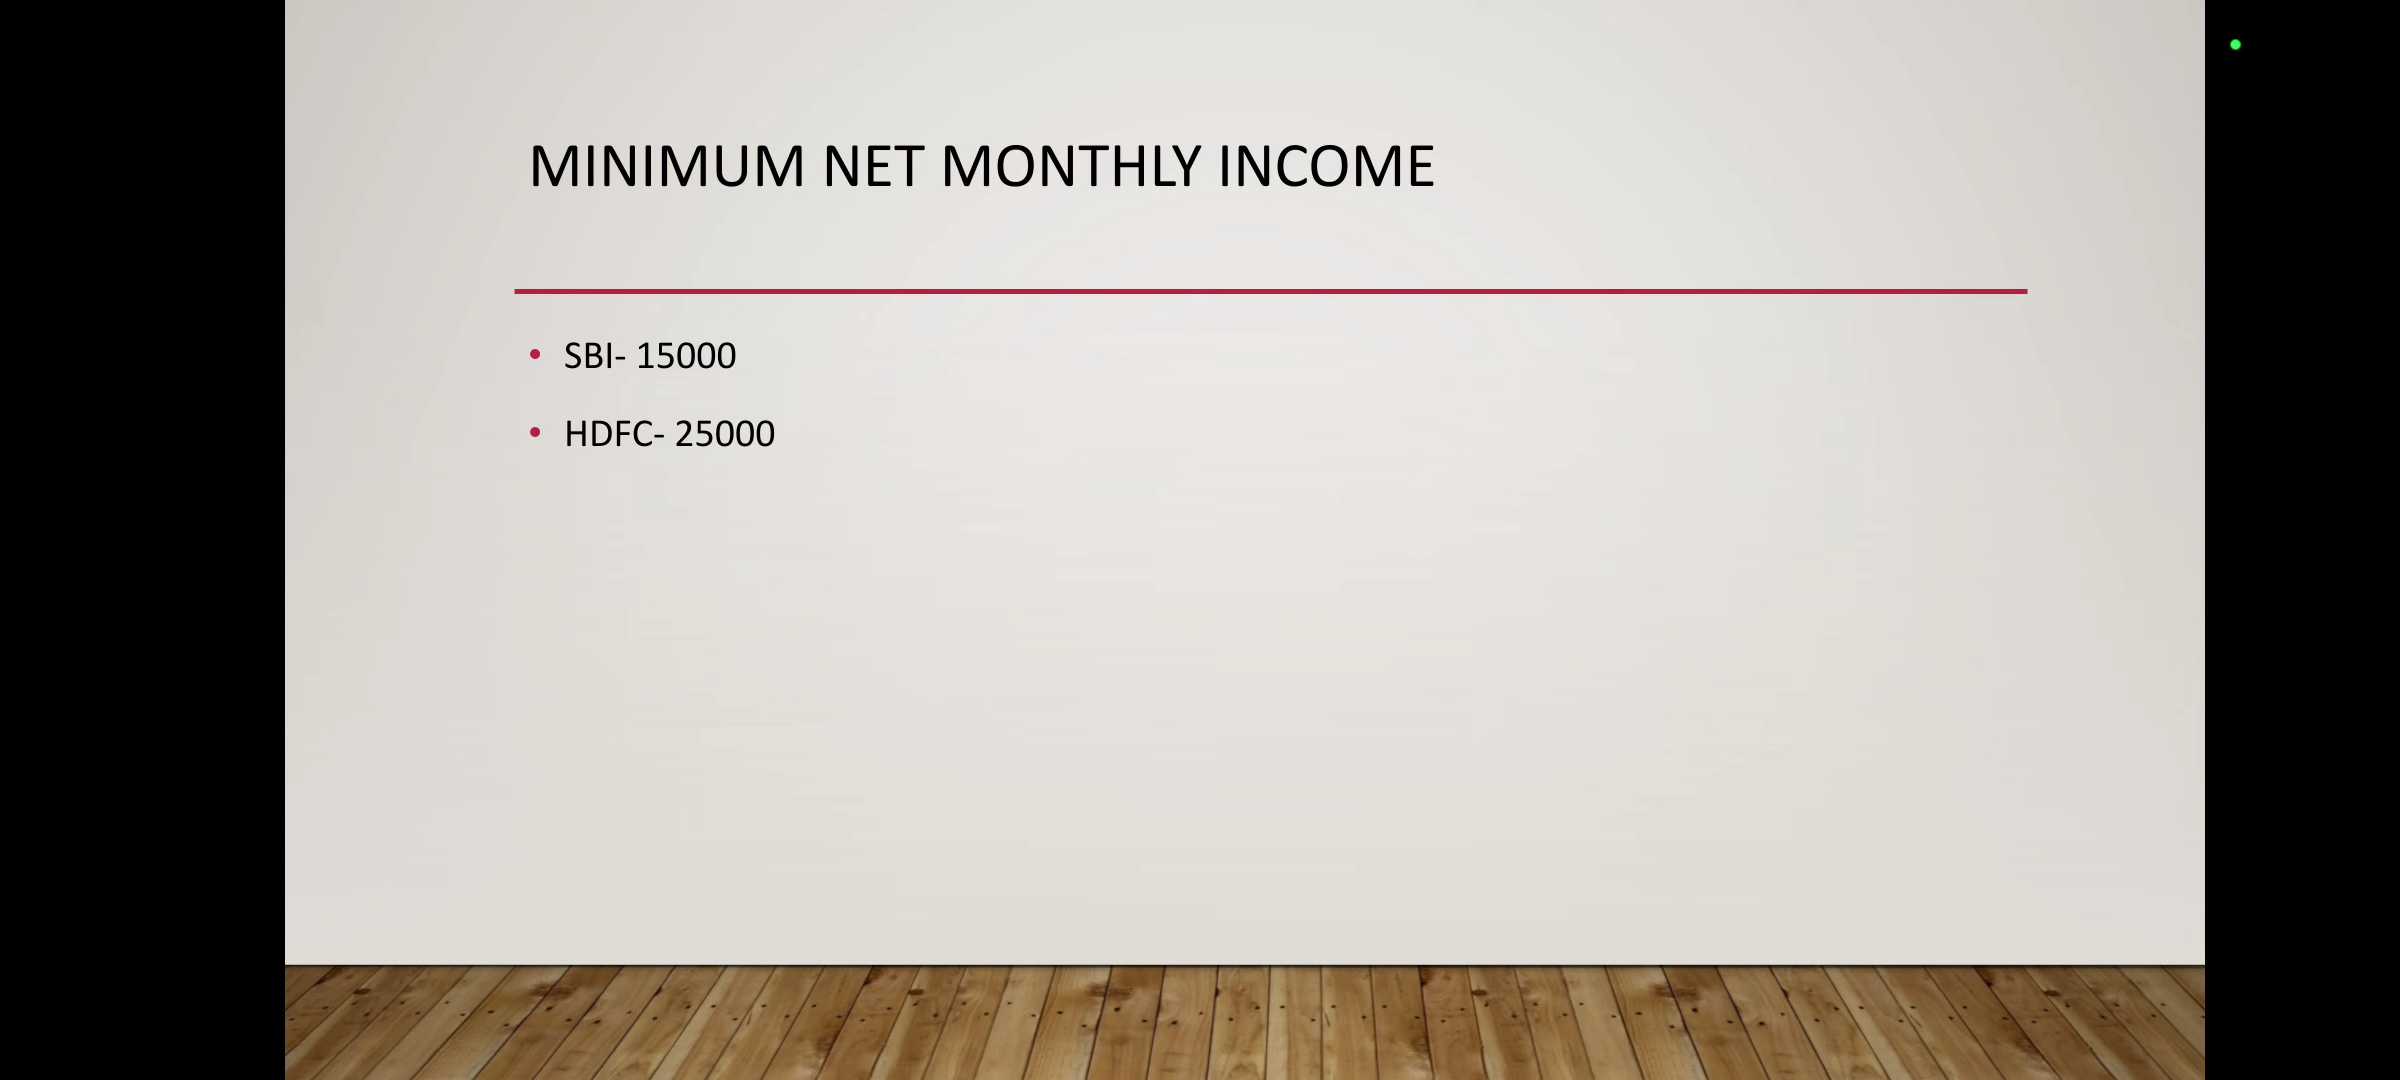 MINIMUM NET MONTHLY INCOME
• SBI- 15000
• HDFC- 25000